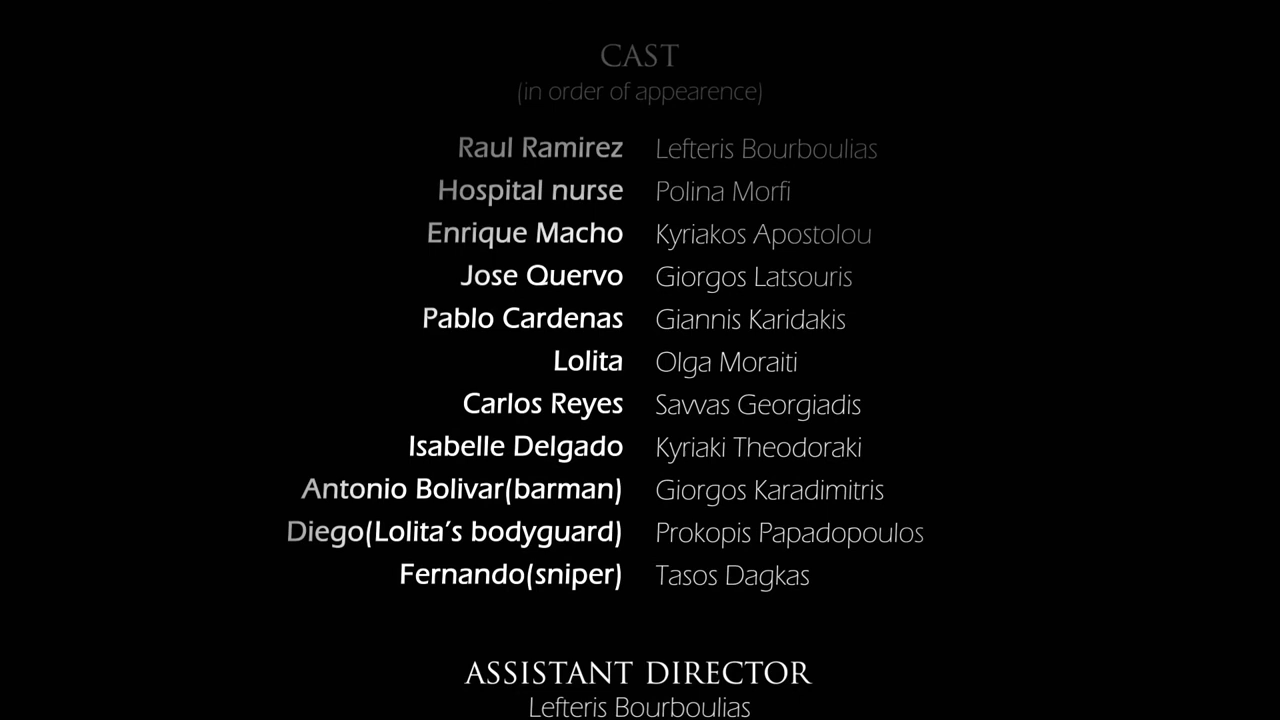 CAST
(in order of appearence)
Raul Ramirez Lefteris Bourboulias
Hospital nurse Polina Morfi
Enrique Macho Kyriakos Apostolou
Jose Quervo Giorgos Latsouris
Pablo Cardenas Giannis Karidakis
Lolita Olga Moraiti
Carlos Reyes Savvas Georgiadis
Isabelle Delgado Kyriaki Theodoraki
Antonio Bolivar(barman) Giorgos Karadimitris
Diego(Lolita’s bodyguard) Prokopis Papadopoulos
Fernando(sniper) Tasos Dagkas
ASSISTANT DIRECTOR
Lefteris Bourboulias